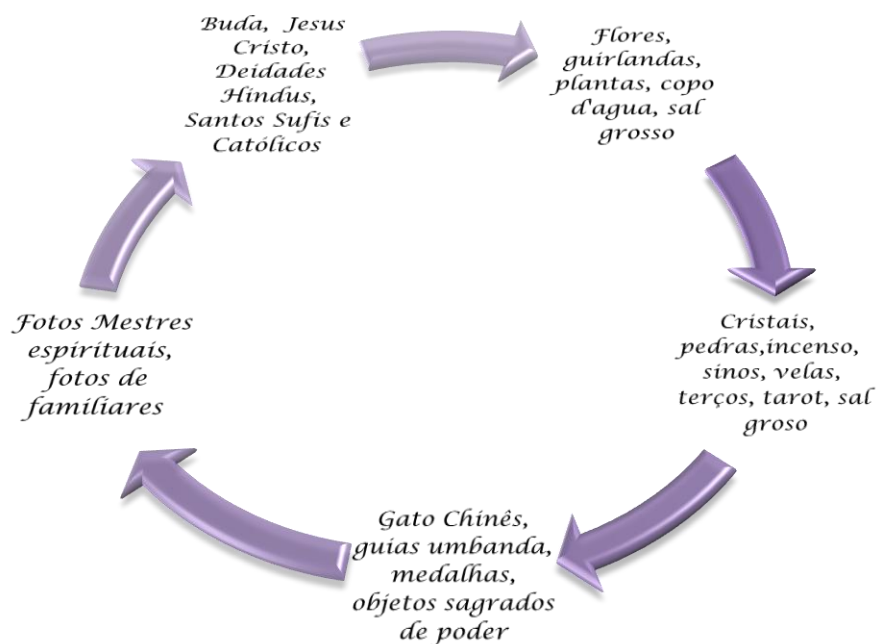 Buda, Jesus
Cristo,
Deidades
Hindus,
Santos Sufis e
Católicos
Flores,
guirlandas,
plantas, copo
d'agua, sal
grosso
Cristais,
pedras,incenso,
sinos, velas,
terços, tarot, sal
groso
Gato Chinês,
guias umbanda,
medalhas,
objetos sagrados
de poder
Fotos Mestres
espirituais,
fotos de
familiares